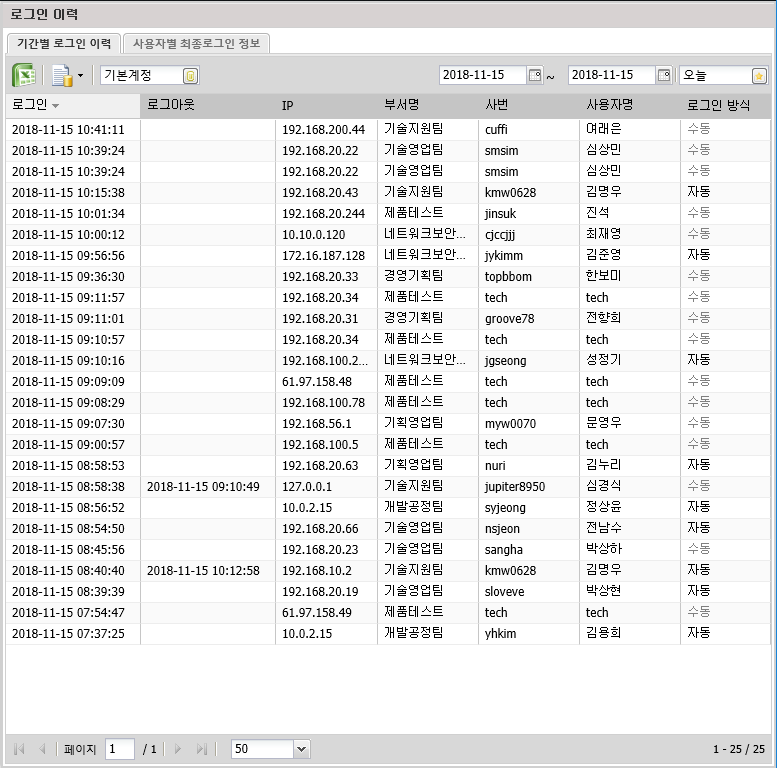 로그인 이력
기간별 로그인 이력 사용자별 최종로그인 정보
기본계정 2018-11-15 ~ 2018-11-15 오늘
로그인 로그아웃 IP 부서명 사번 사용자명 로그인 방식
2018-11-15 10:41:11 192.168.200.44 기술지원팀 cuffi 여래은 수동
2018-11-15 10:39:24 192.168.20.22 기술영업팀 smsim 심상민 수동
2018-11-15 10:39:24 192.168.20.22 기술영업팀 smsim 심상민 수동
2018-11-15 10:15:38 192.168.20.43 기술지원팀 kmw0628 김명우 자동
2018-11-15 10:01:34 192.168.20.244 제품테스트 jinsuk 진석 수동
2018-11-15 10:00:12 10.10.0.120 네트워크보안... cjccjjj 최재영 수동
2018-11-15 09:56:56 172.16.187.128 네트워크보안... jykimm 김준영 자동
2018-11-15 09:36:30 192.168.20.33 경영기획팀 topbbom 한보미 수동
2018-11-15 09:11:57 192.168.20.34 제품테스트 tech tech 수동
2018-11-15 09:11:01 192.168.20.31 경영기획팀 groove78 전향희 수동
2018-11-15 09:10:57 192.168.20.34 제품테스트 tech tech 수동
2018-11-15 09:10:16 192.168.100.2... 네트워크보안... jgseong 성정기 자동
2018-11-15 09:09:09 61.97.158.48 제품테스트 tech tech 수동
2018-11-15 09:08:29 192.168.100.78 제품테스트 tech tech 수동
2018-11-15 09:07:30 192.168.56.1 기획영업팀 myw0070 문영우 수동
2018-11-15 09:00:57 192.168.100.5 제품테스트 tech tech 수동
2018-11-15 08:58:53 192.168.20.63 기획영업팀 nuri 김누리 자동
2018-11-15 08:58:38 2018-11-15 09:10:49 127.0.0.1 기술지원팀 jupiter8950 심경식 수동
2018-11-15 08:56:52 10.0.2.15 개발공정팀 syjeong 정상윤 자동
2018-11-15 08:54:50 192.168.20.66 기술영업팀 nsjeon 전남수 자동
2018-11-15 08:45:56 192.168.20.23 기술영업팀 sangha 박상하 수동
2018-11-15 08:40:40 2018-11-15 10:12:58 192.168.10.2 기술지원팀 kmw0628 김명우 자동
2018-11-15 08:39:39 192.168.20.19 기술영업팀 sloveve 박상현 자동
2018-11-15 07:54:47 61.97.158.49 제품테스트 tech tech 수동
2018-11-15 07:37:25 10.0.2.15 개발공정팀 yhkim 김용희 자동
페이지 1 / 1 50 1 - 25 / 25